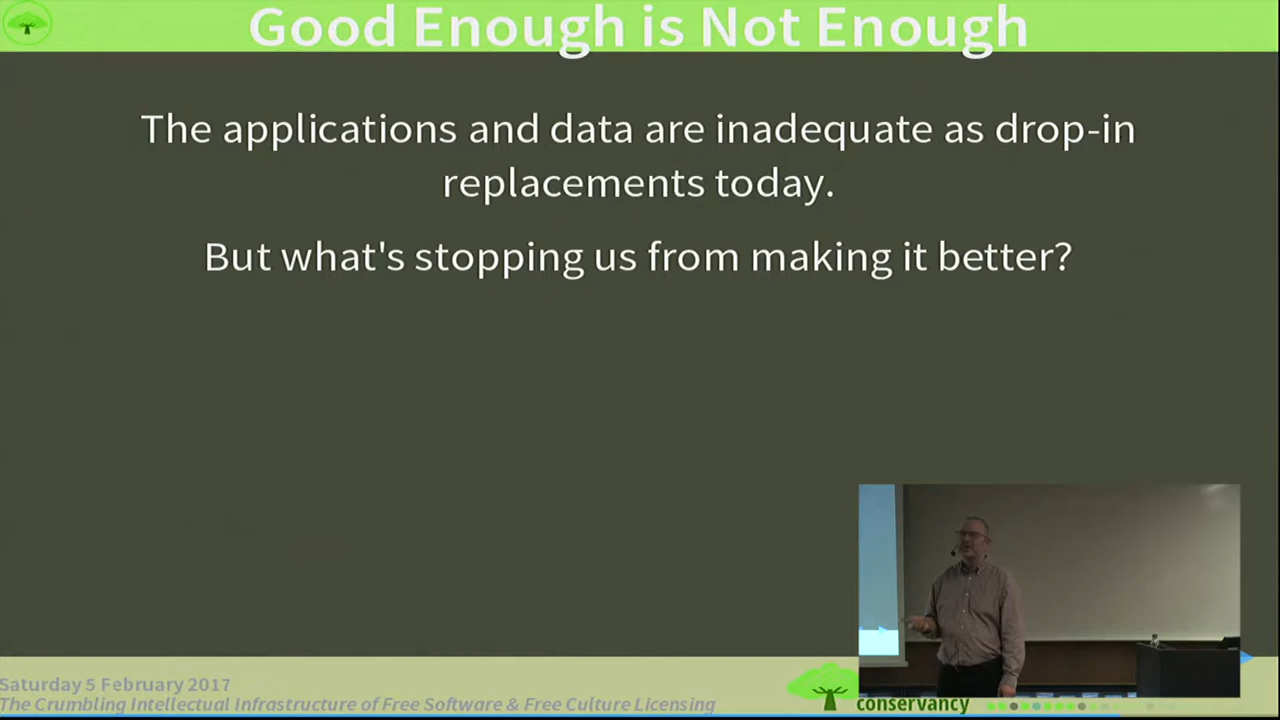 Good Enough is Not Enough
The applications and data are inadequate as drop-in
replacements today.
But what's stopping us from making it better?
Saturday 5 February 2017
The Crumbling Intellectual Infrastructure of Free Software & Free Culture Licensing
conservancy